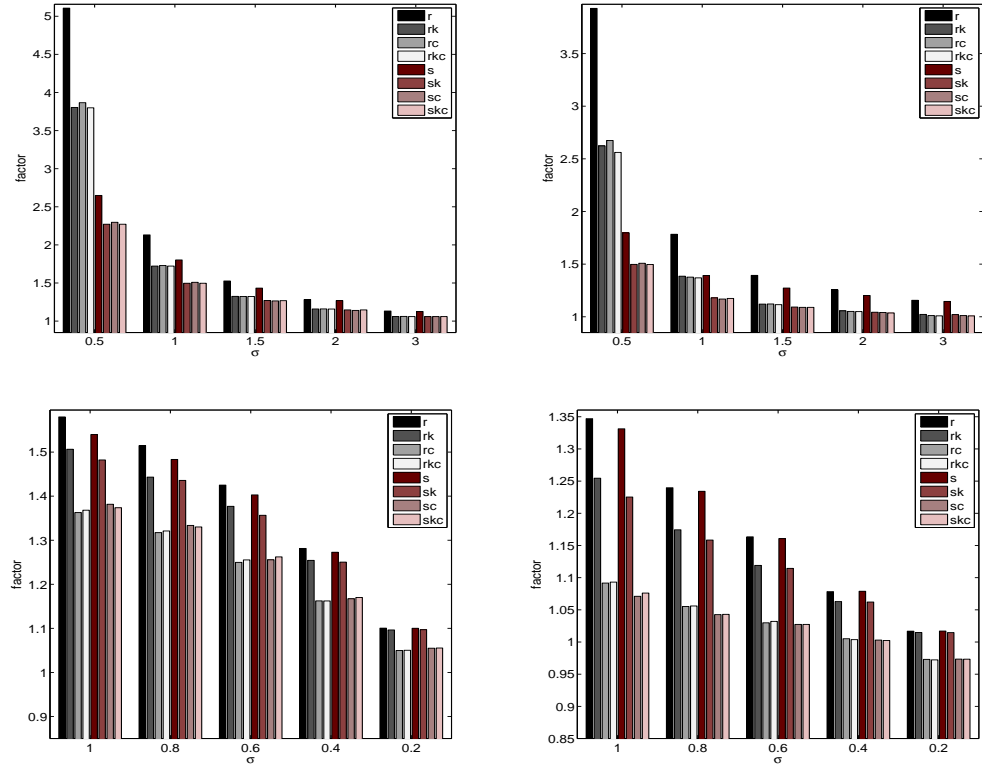 5
4.5
4
3.5
3
2.5
2
1.5
1
factor
0.5 1 1.5 2 3
σ
r
rk
rc
rkc
s
sk
sc
skc
3.5
3
2.5
2
1.5
1
factor
0.5 1 1.5 2 3
σ
r
rk
rc
rkc
s
sk
sc
skc
1.5
1.4
1.3
1.2
1.1
1
0.9
factor
1 0.8 0.6 0.4 0.2
σ
r
rk
rc
rkc
s
sk
sc
skc
1.35
1.3
1.25
1.2
1.15
1.1
1.05
1
0.95
0.9
0.85
factor
1 0.8 0.6 0.4 0.2
σ
r
rk
rc
rkc
s
sk
sc
skc